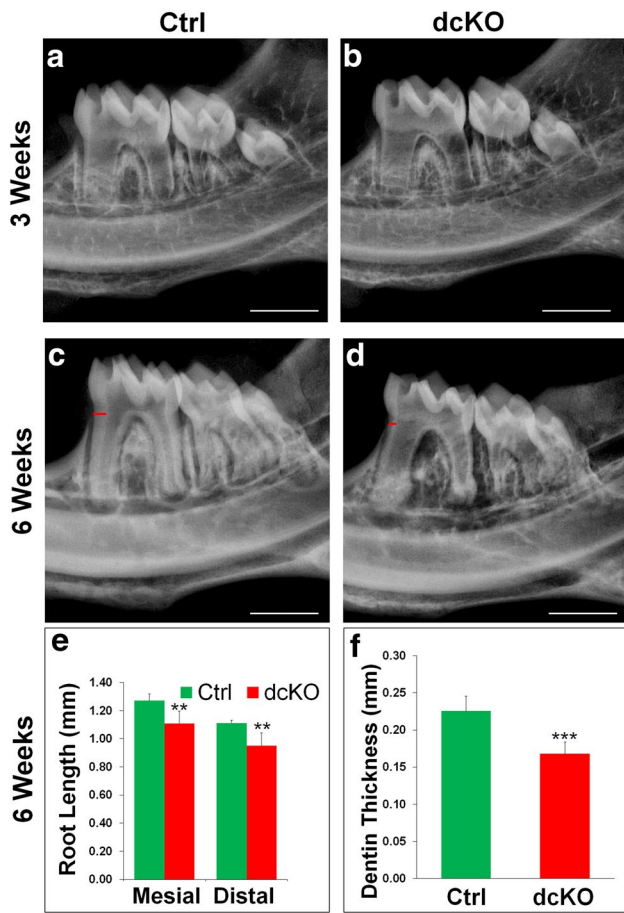 Ctrl
dcKO
3 Weeks
a
b
6 Weeks
c
d
6 Weeks
e
Root Length (mm)
1.40
1.20
1.00
0.80
0.60
0.40
0.20
0.00
Ctrl
dcKO
**
**
Mesial
Distal
f
Dentin Thickness (mm)
0.30
0.25
0.20
0.15
0.10
0.05
0.00
***
Ctrl
dcKO